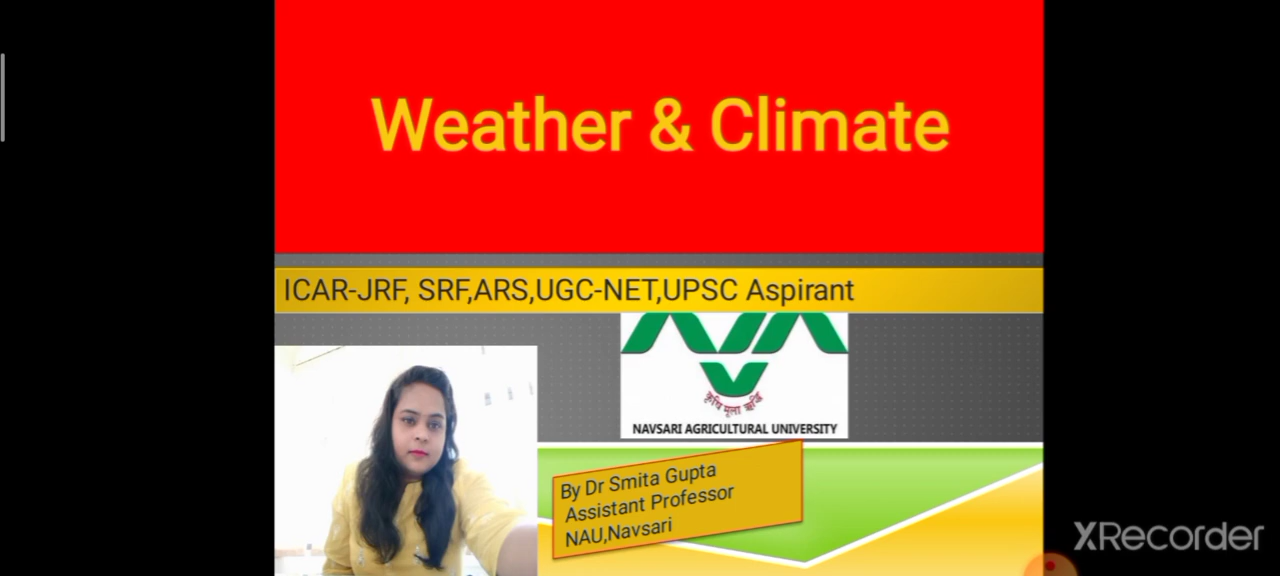 Weather & Climate
ICAR-JRF, SRF,ARS,UGC-NET,UPSC Aspirant
कृषि मूला ऋद्धि
NAVSARI AGRICULTURAL UNIVERSITY
By Dr Smita Gupta
Assistant Professor
NAU,Navsari
XRecorder